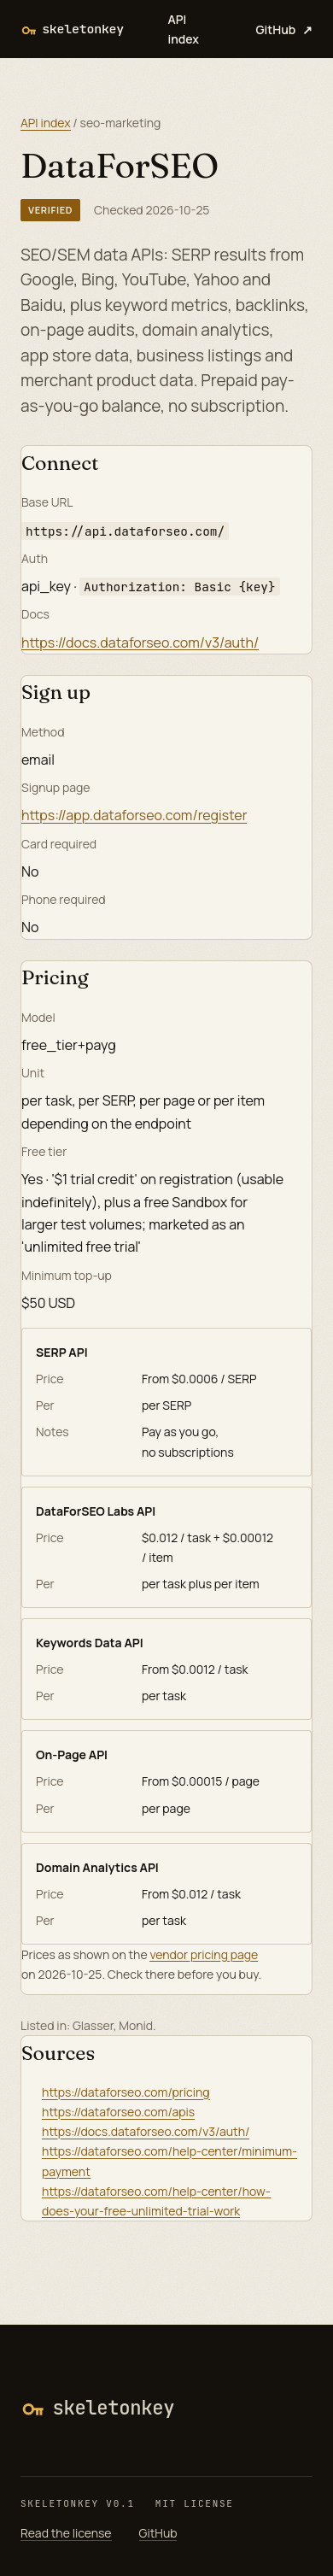 skeletonkey
API
index
GitHub ↗
API index / seo-marketing
DataForSEO
VERIFIED
Checked 2026-10-25
SEO/SEM data APIs: SERP results from
Google, Bing, YouTube, Yahoo and
Baidu, plus keyword metrics, backlinks,
on-page audits, domain analytics,
app store data, business listings and
merchant product data. Prepaid pay-
as-you-go balance, no subscription.
Connect
Base URL
https://api.dataforseo.com/
Auth
api_key · Authorization: Basic {key}
Docs
https://docs.dataforseo.com/v3/auth/
Sign up
Method
email
Signup page
https://app.dataforseo.com/register
Card required
No
Phone required
No
Pricing
Model
free_tier+payg
Unit
per task, per SERP, per page or per item
depending on the endpoint
Free tier
Yes · '$1 trial credit' on registration (usable
indefinitely), plus a free Sandbox for
larger test volumes; marketed as an
'unlimited free trial'
Minimum top-up
$50 USD
SERP API
Price From $0.0006 / SERP
Per per SERP
Notes Pay as you go,
no subscriptions
DataForSEO Labs API
Price $0.012 / task + $0.00012
/ item
Per per task plus per item
Keywords Data API
Price From $0.0012 / task
Per per task
On-Page API
Price From $0.00015 / page
Per per page
Domain Analytics API
Price From $0.012 / task
Per per task
Prices as shown on the vendor pricing page
on 2026-10-25. Check there before you buy.
Listed in: Glasser, Monid.
Sources
https://dataforseo.com/pricing
https://dataforseo.com/apis
https://docs.dataforseo.com/v3/auth/
https://dataforseo.com/help-center/minimum-
payment
https://dataforseo.com/help-center/how-
does-your-free-unlimited-trial-work
skeletonkey
SKELETONKEY V0.1 MIT LICENSE
Read the license GitHub